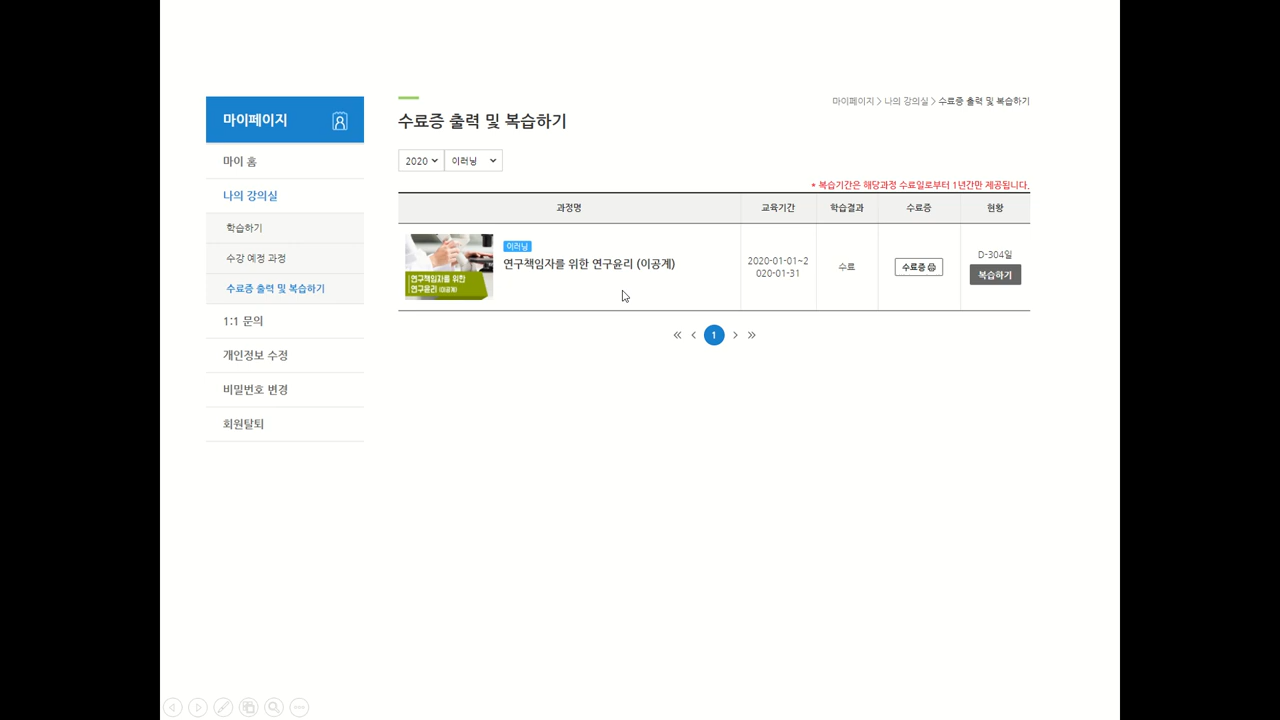 마이페이지
마이 홈
나의 강의실
학습하기
수강 예정 과정
수료증 출력 및 복습하기
1:1 문의
개인정보 수정
비밀번호 변경
회원탈퇴
마이페이지 > 나의 강의실 > 수료증 출력 및 복습하기
수료증 출력 및 복습하기
2020 이러닝
* 복습기간은 해당과정 수료일로부터 1년간만 제공됩니다.
과정명 교육기간 학습결과 수료증 현황
연구책임자를 위한
연구윤리 (이공계)
이러닝
연구책임자를 위한 연구윤리 (이공계)
2020-01-01~2
020-01-31
수료
수료증
D-304일
복습하기
« < 1 > »